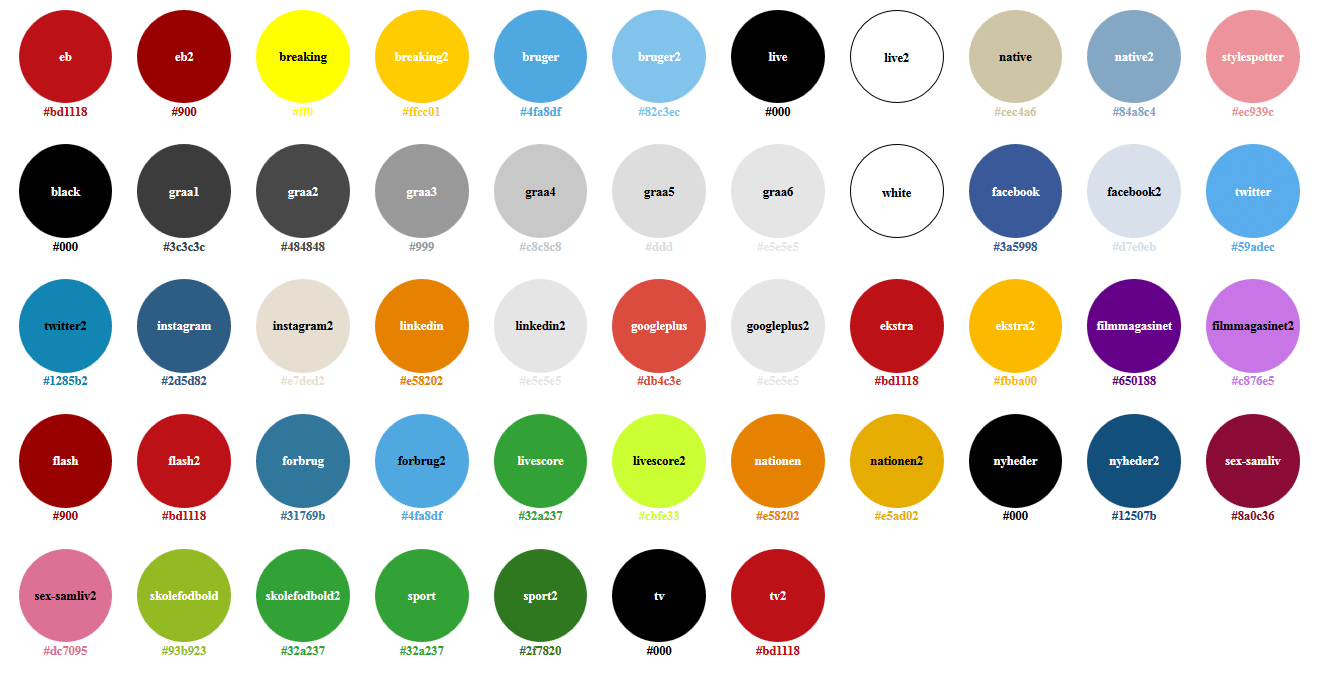 eb eb2 breaking breaking2 bruger bruger2 live live2 native native2 stylespotter
#bd1118 #900 #ff0 #ffcc01 #4fa8df #82c3ec #000 #cec4a6 #84a8c4 #ec939c
black graa1 graa2 graa3 graa4 graa5 graa6 white facebook facebook2 twitter
#000 #3c3c3c #484848 #999 #c8c8c8 #ddd #e5e5e5 #3a5998 #d7e0eb #59adec
twitter2 instagram instagram2 linkedin linkedin2 googleplus googleplus2 ekstra ekstra2 filmmagasinet filmmagasinet2
#1285b2 #2d5d82 #e7ded2 #e58202 #e5e5e5 #db4c3e #e5e5e5 #bd1118 #fbba00 #650188 #c876e5
flash flash2 forbrug forbrug2 livescore livescore2 nationen nationen2 nyheder nyheder2 sex-samliv
#900 #bd1118 #31769b #4fa8df #32a237 #cbfe33 #e58202 #e5ad02 #000 #12507b #8a0c36
sex-samliv2 skolefodbold skolefodbold2 sport sport2 tv tv2
#dc7095 #93b923 #32a237 #32a237 #2f7820 #000 #bd1118